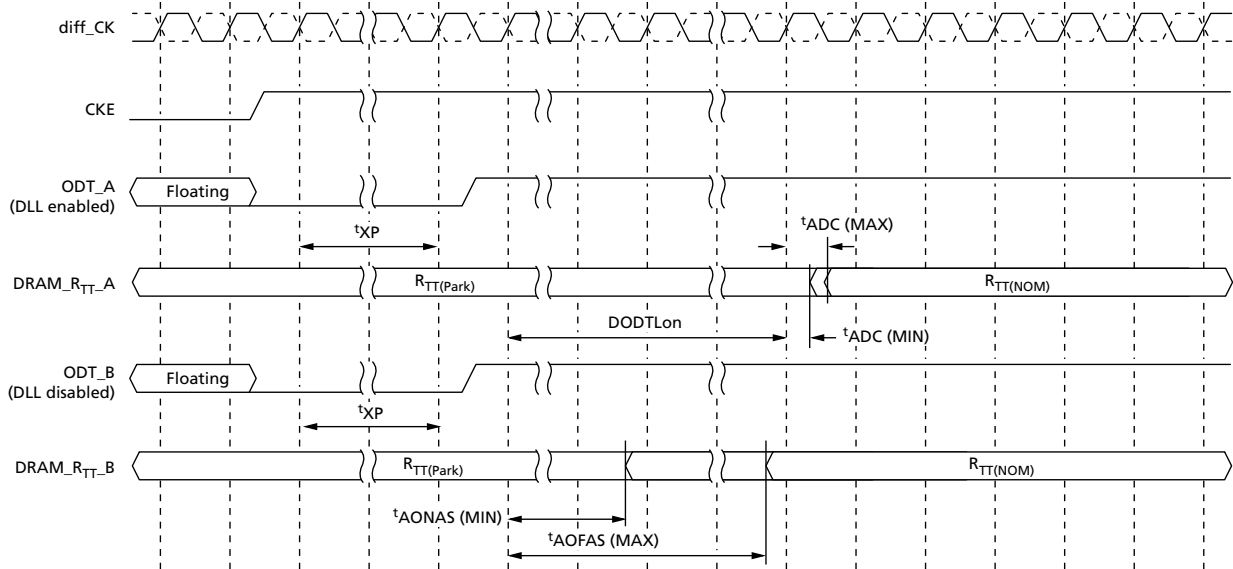 diff_CK
CKE
ODT_A
(DLL enabled)
Floating
tXP
tADC (MAX)
DRAM_RTT_A
RTT(Park)
RTT(NOM)
DODTLon
tADC (MIN)
ODT_B
(DLL disabled)
Floating
tXP
DRAM_RTT_B
RTT(Park)
RTT(NOM)
tAONAS (MIN)
tAOFAS (MAX)